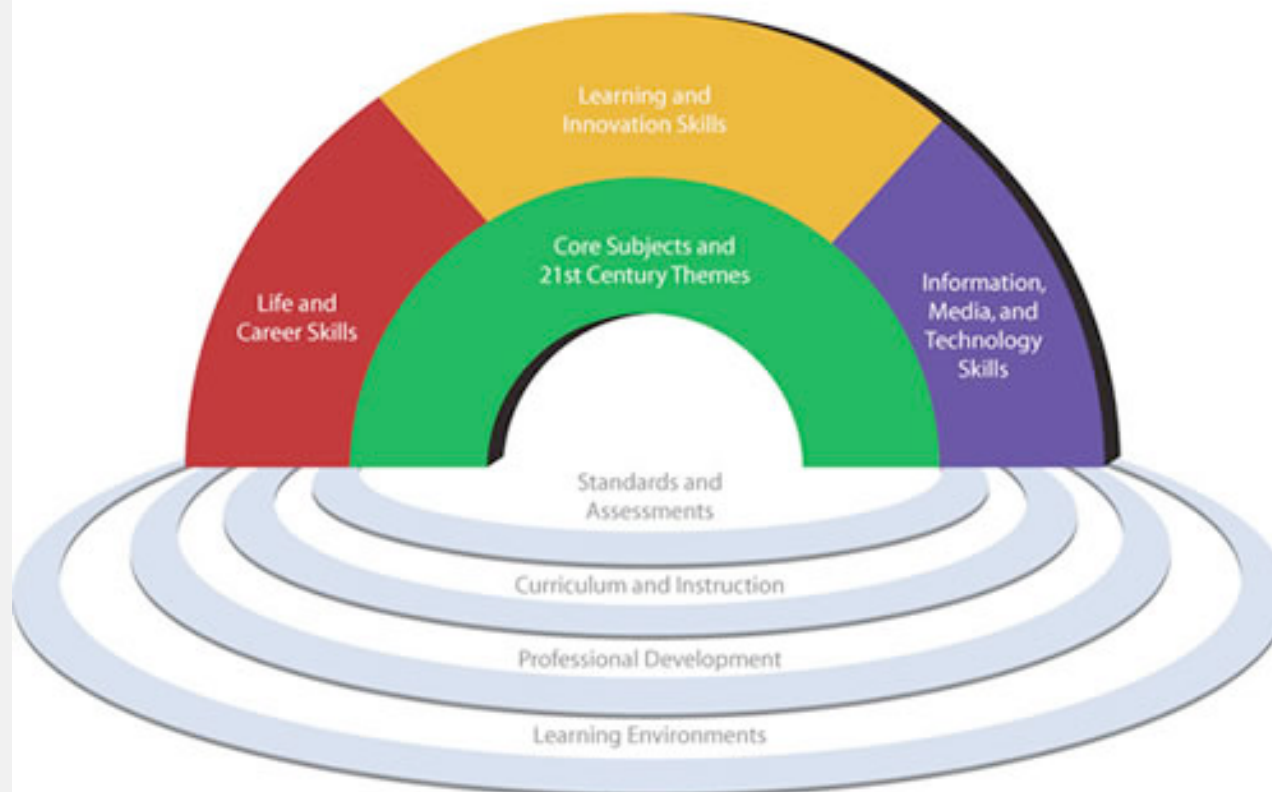 Learning and
Innovation Skills
Core Subjects and
21st Century Themes
Life and
Career Skills
Information,
Media, and
Technology
Skills
Standards and
Assessments
Curriculum and Instruction
Professional Development
Learning Environments